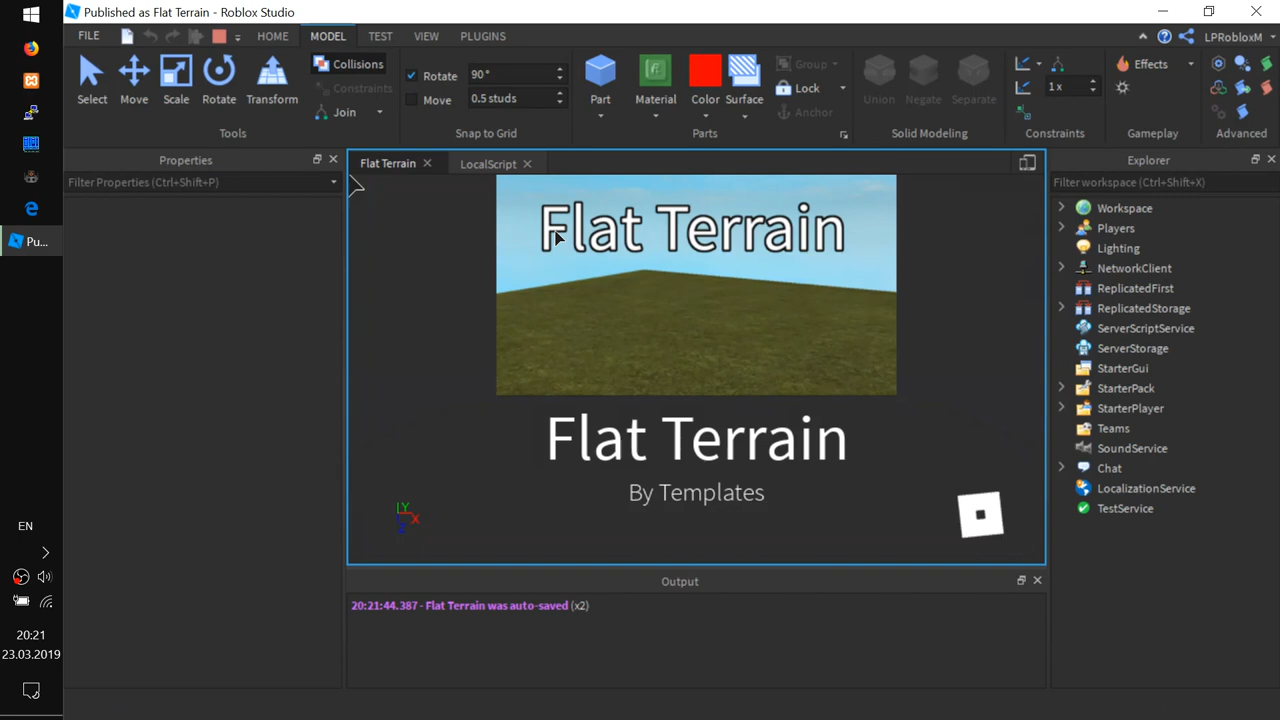 Published as Flat Terrain - Roblox Studio
FILE HOME MODEL TEST VIEW PLUGINS LPRobloxM
Select Move Scale Rotate Transform
Collisions
Constraints
Join
Tools
Rotate 90°
Move 0.5 studs
Snap to Grid
Part Material Color Surface
Group
Lock
Anchor
Parts
Union Negate Separate
Solid Modeling
1 x
Constraints
Effects
Gameplay
Advanced
Properties
Filter Properties (Ctrl+Shift+P)
Flat Terrain LocalScript
Flat Terrain
Flat Terrain
By Templates
Y
X
Z
Output
20:21:44.387 - Flat Terrain was auto-saved (x2)
Explorer
Filter workspace (Ctrl+Shift+X)
Workspace
Players
Lighting
NetworkClient
ReplicatedFirst
ReplicatedStorage
ServerScriptService
ServerStorage
StarterGui
StarterPack
StarterPlayer
Teams
SoundService
Chat
LocalizationService
TestService
Pu...
EN
20:21
23.03.2019